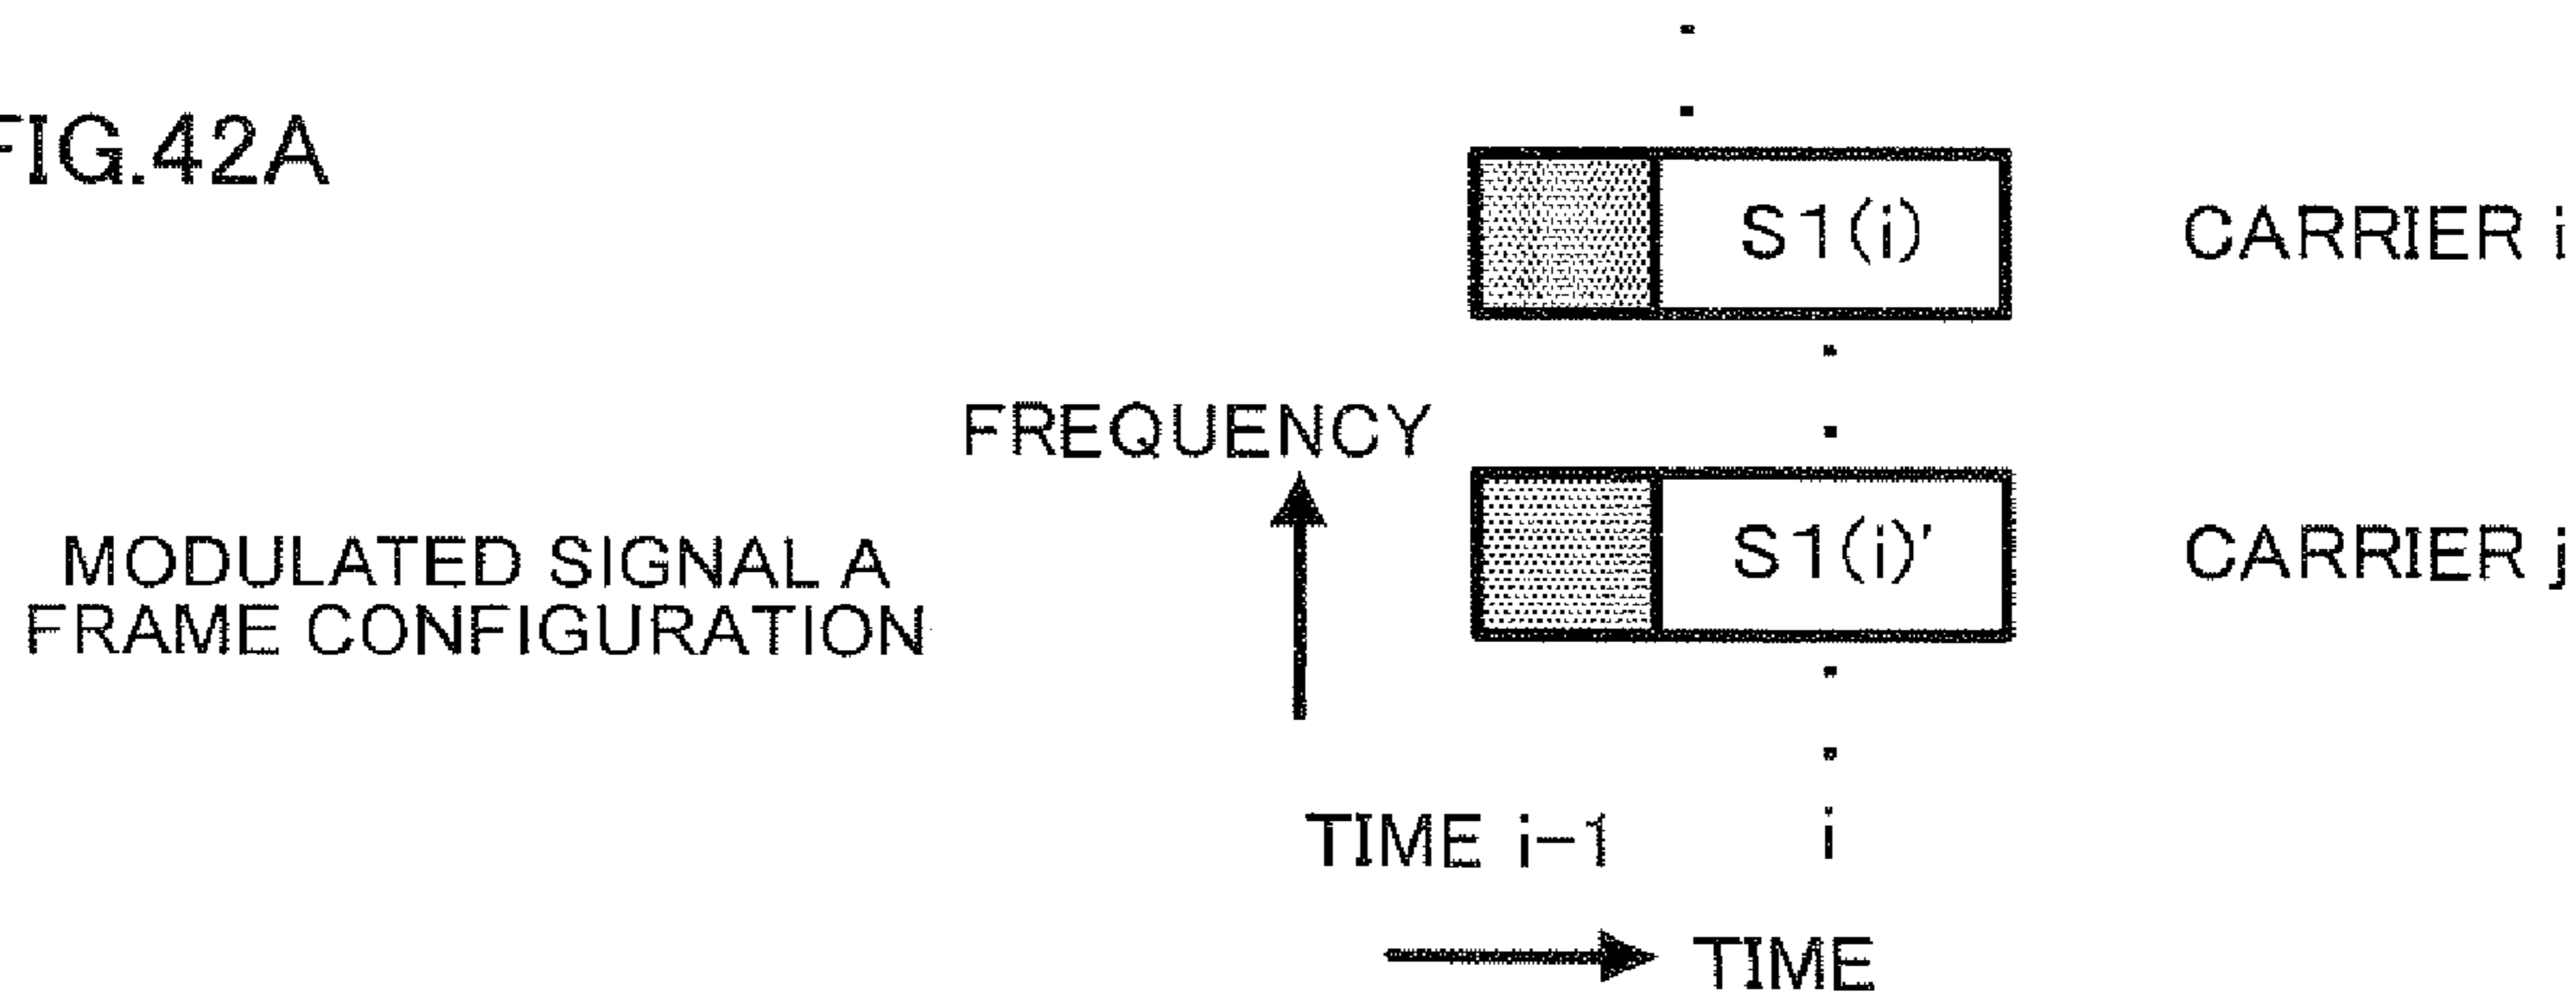 FIG.42A
S1(i) CARRIER i
FREQUENCY
S1(i)' CARRIER j
MODULATED SIGNAL A
FRAME CONFIGURATION
TIME i-1 i
TIME